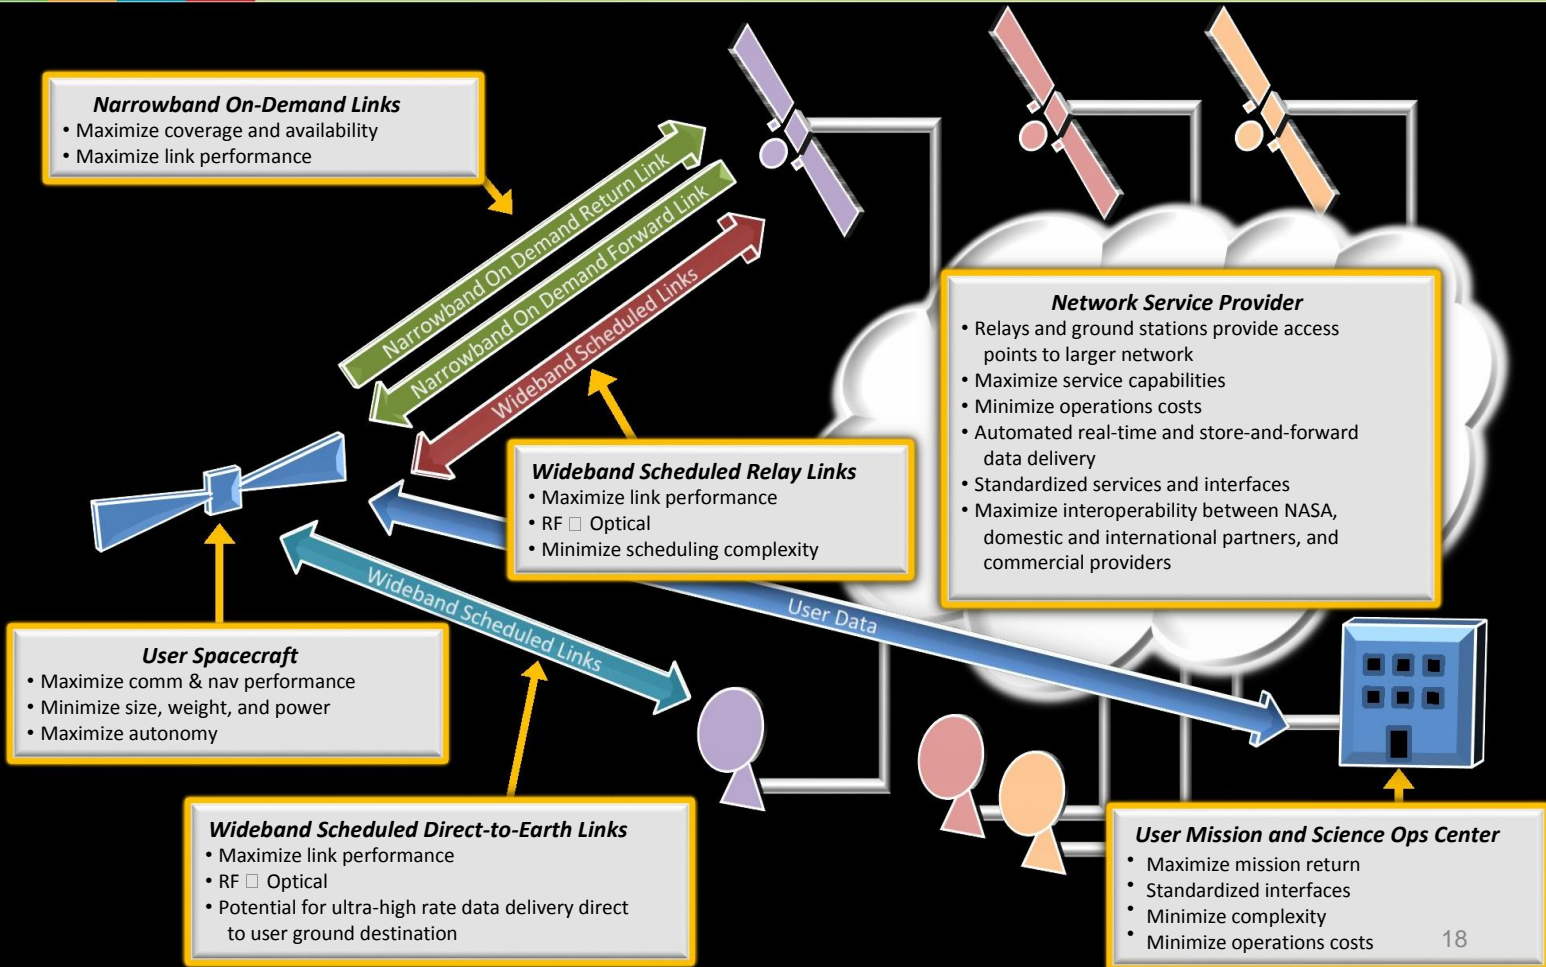 Narrowband On-Demand Links
• Maximize coverage and availability
• Maximize link performance
Narrowband On Demand Return Link
Narrowband On Demand Forward Link
Wideband Scheduled Links
Network Service Provider
• Relays and ground stations provide access
points to larger network
• Maximize service capabilities
• Minimize operations costs
• Automated real-time and store-and-forward
data delivery
• Standardized services and interfaces
• Maximize interoperability between NASA,
domestic and international partners, and
commercial providers
Wideband Scheduled Relay Links
• Maximize link performance
• RF □ Optical
• Minimize scheduling complexity
Wideband Scheduled Links
User Data
User Spacecraft
• Maximize comm & nav performance
• Minimize size, weight, and power
• Maximize autonomy
Wideband Scheduled Direct-to-Earth Links
• Maximize link performance
• RF □ Optical
• Potential for ultra-high rate data delivery direct
to user ground destination
User Mission and Science Ops Center
• Maximize mission return
• Standardized interfaces
• Minimize complexity
• Minimize operations costs
18